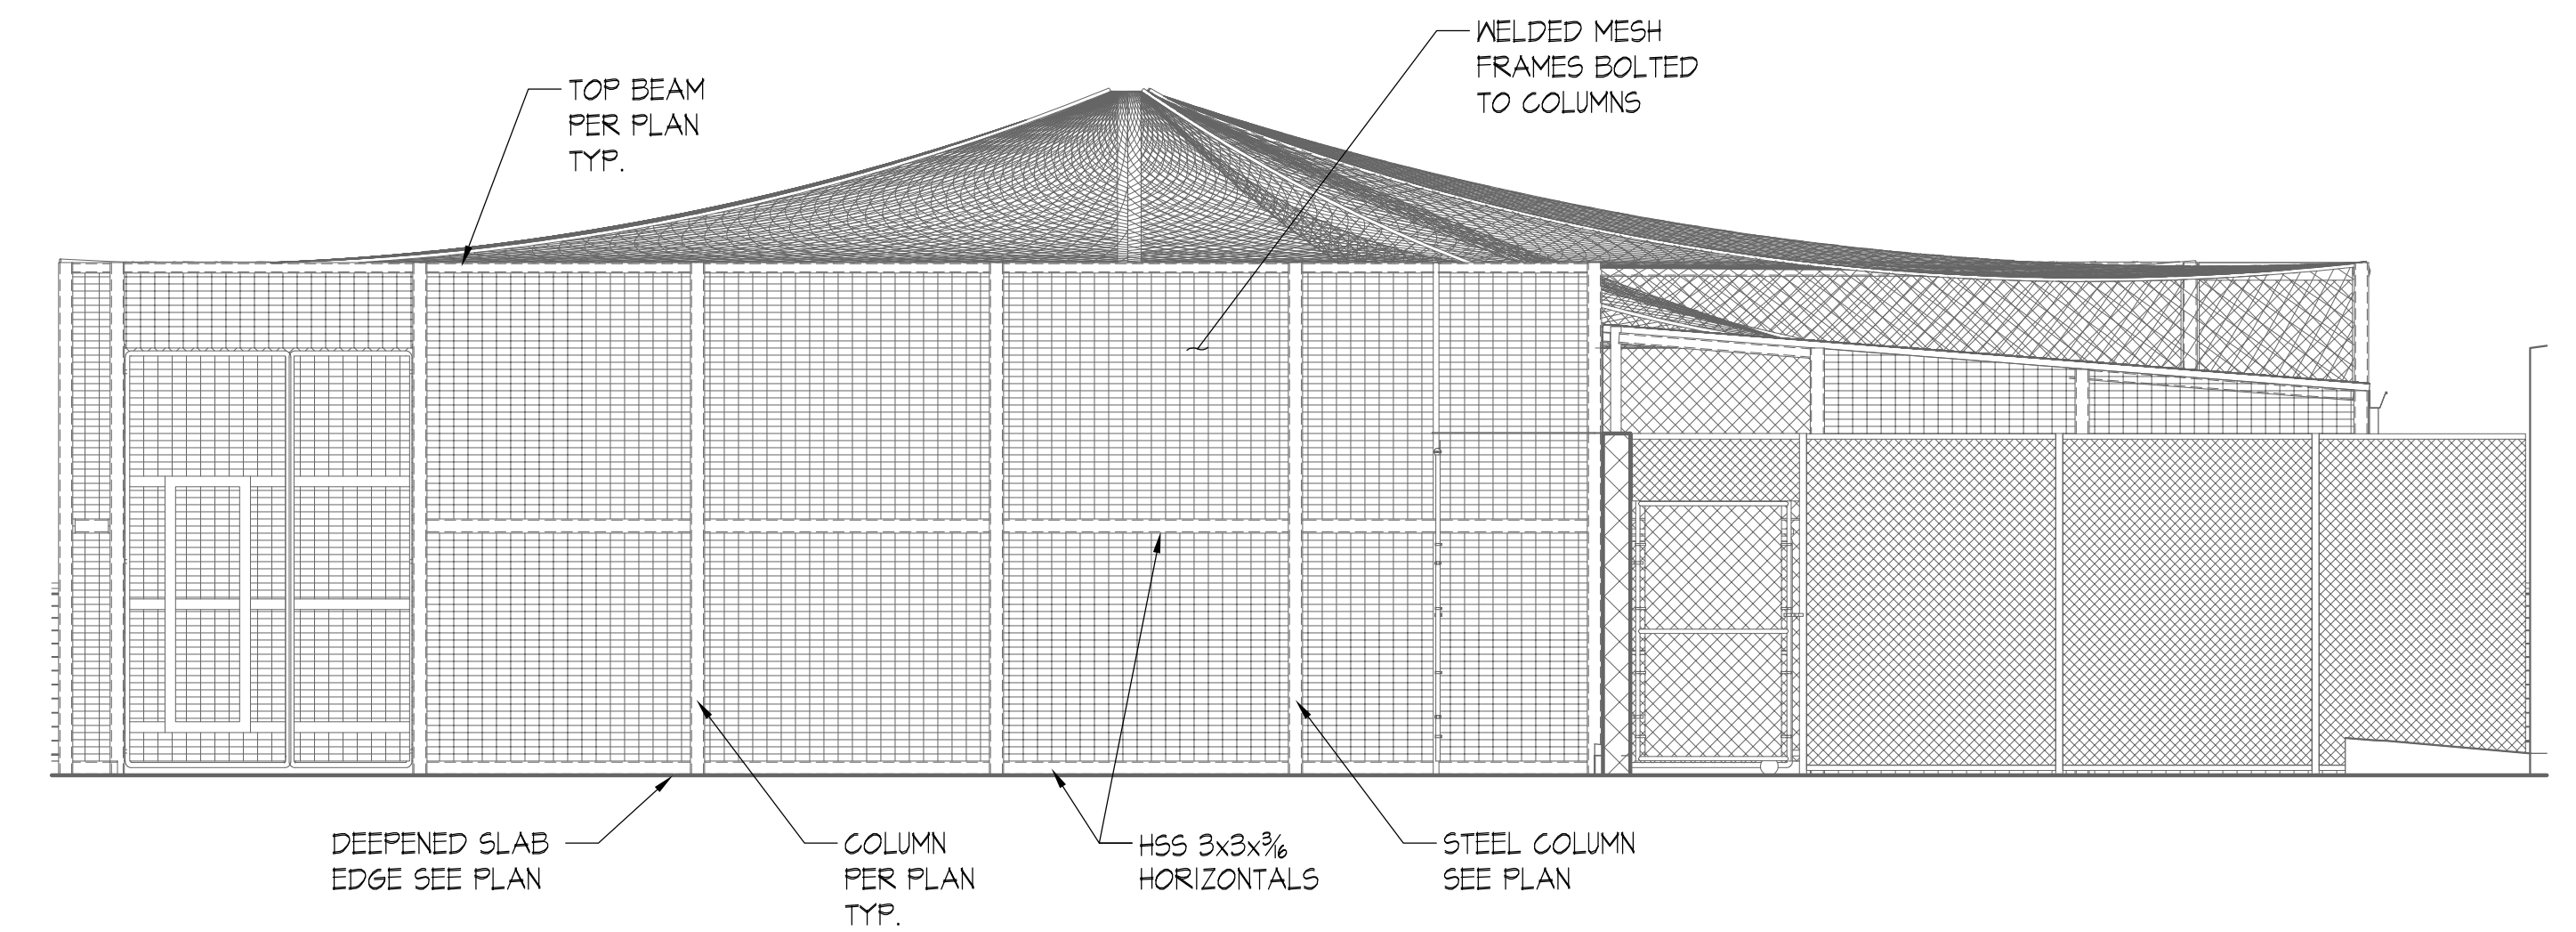 WELDED MESH
FRAMES BOLTED
TO COLUMNS
TOP BEAM
PER PLAN
TYP.
DEEPENED SLAB
EDGE SEE PLAN
COLUMN
PER PLAN
TYP.
HSS 3x3x3/16
HORIZONTALS
STEEL COLUMN
SEE PLAN